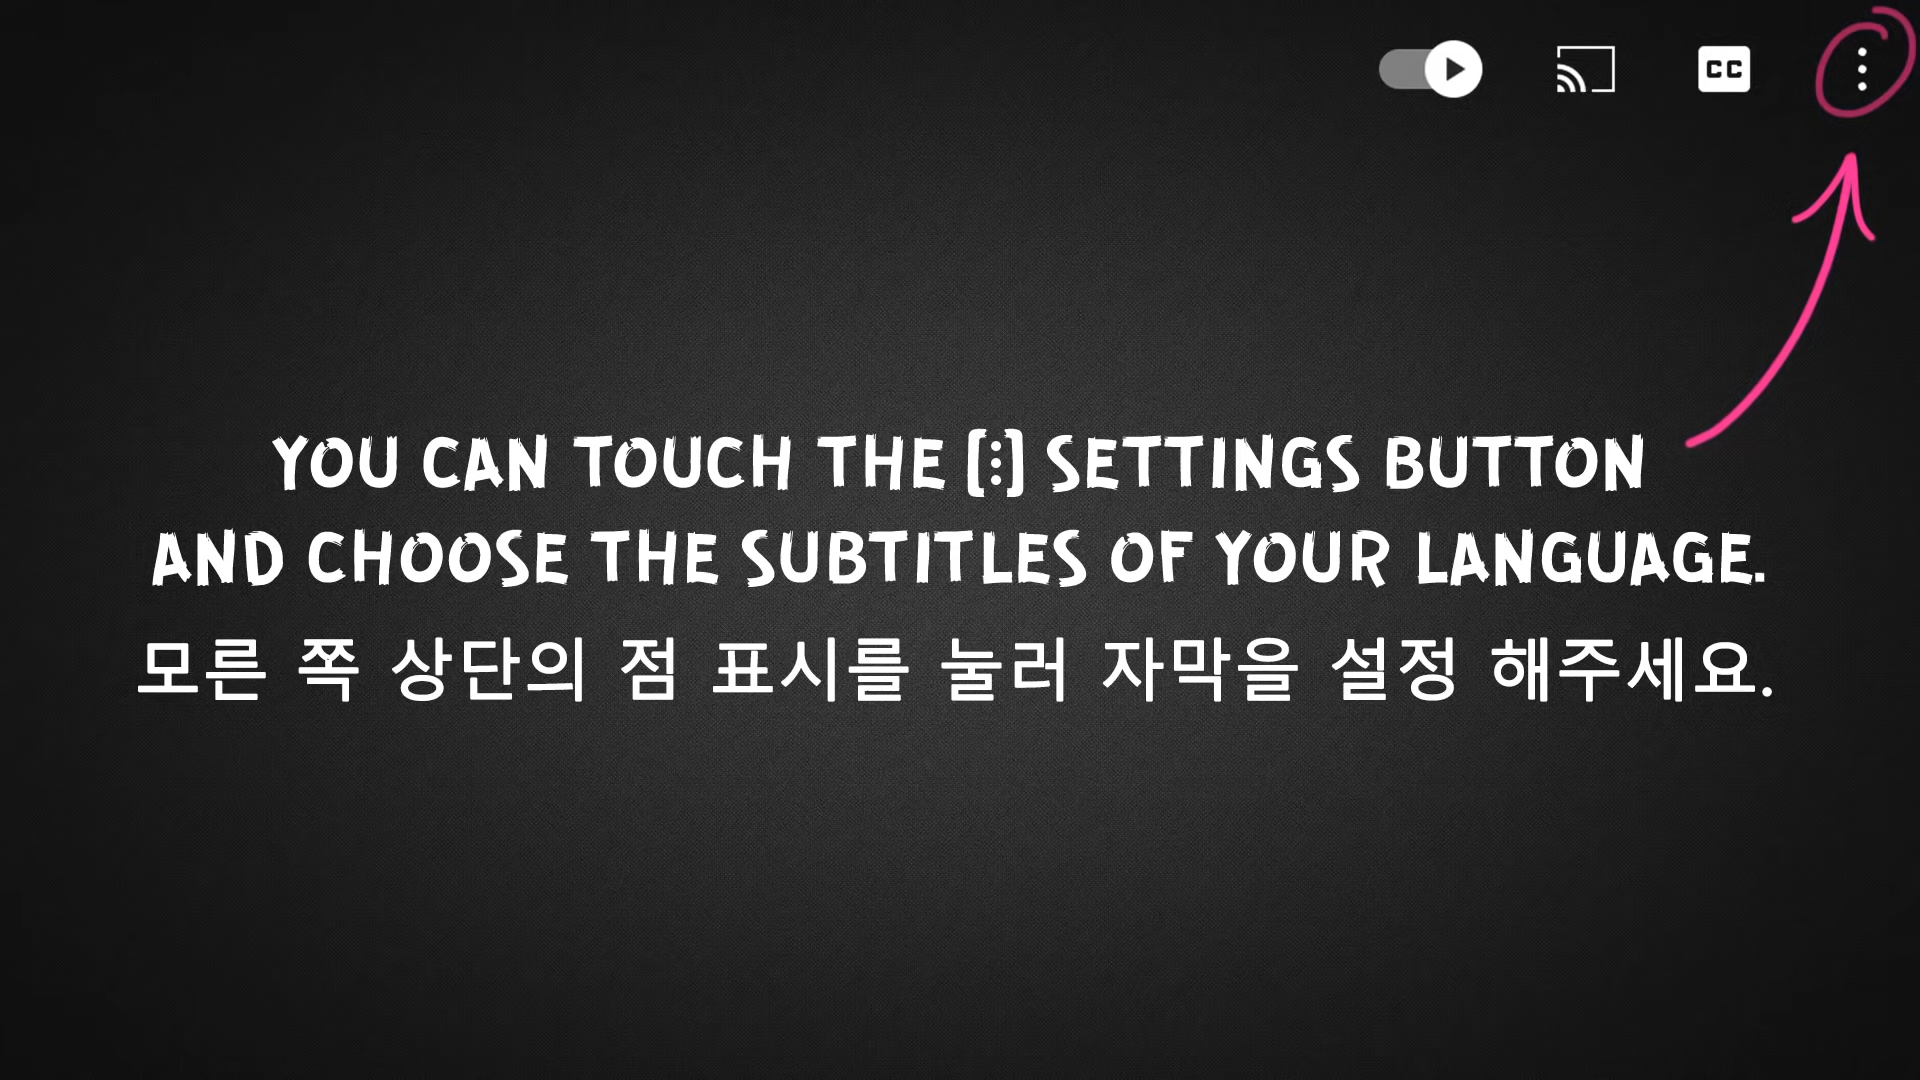 CC
YOU CAN TOUCH THE [⋮] SETTINGS BUTTON
AND CHOOSE THE SUBTITLES OF YOUR LANGUAGE.
모른 쪽 상단의 점 표시를 눌러 자막을 설정 해주세요.